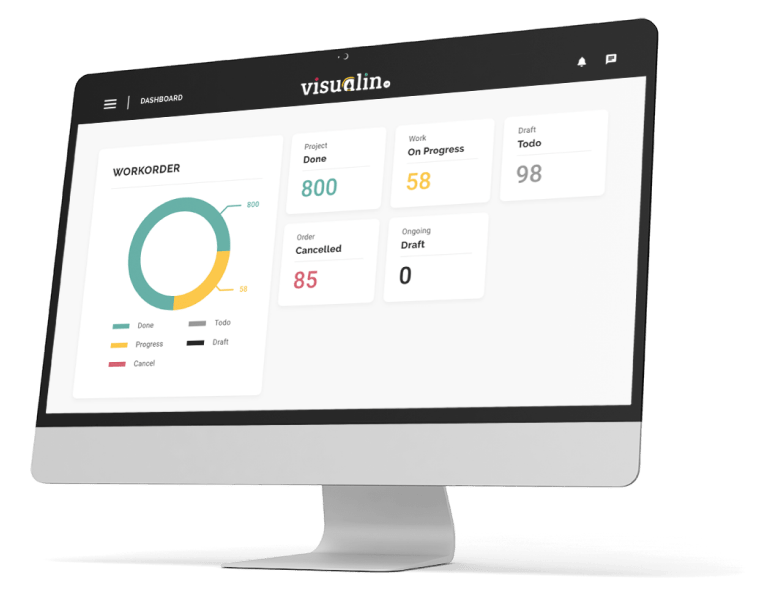 DASHBOARD
visualin
WORKORDER
800
58
Done
Todo
Progress
Draft
Cancel
Project
Done
800
Work
On Progress
58
Draft
Todo
98
Order
Cancelled
85
Ongoing
Draft
0